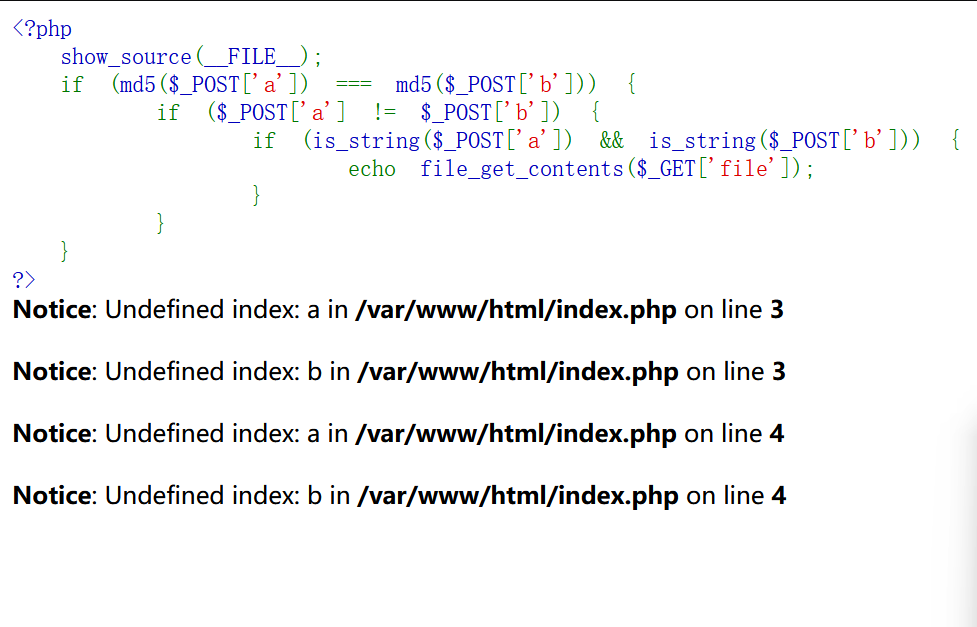 <?php
    show_source(__FILE__);
    if (md5($_POST['a']) === md5($_POST['b'])) {
            if ($_POST['a'] != $_POST['b']) {
                    if (is_string($_POST['a']) && is_string($_POST['b'])) {
                            echo file_get_contents($_GET['file']);
                    }
            }
    }
?>
Notice: Undefined index: a in /var/www/html/index.php on line 3
Notice: Undefined index: b in /var/www/html/index.php on line 3
Notice: Undefined index: a in /var/www/html/index.php on line 4
Notice: Undefined index: b in /var/www/html/index.php on line 4